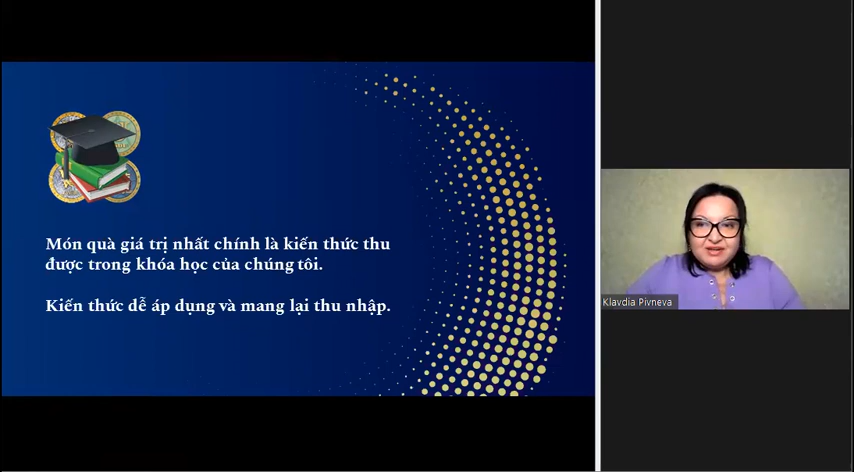 Món quà giá trị nhất chính là kiến thức thu
được trong khóa học của chúng tôi.
Kiến thức dễ áp dụng và mang lại thu nhập.
Klavdia Pivneva